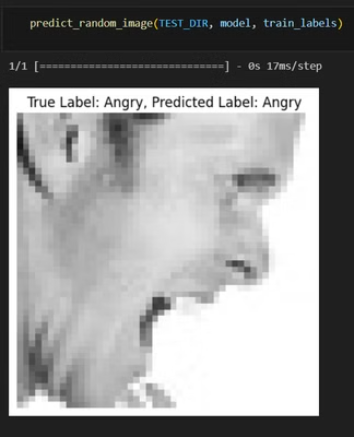 predict_random_image(TEST_DIR, model, train_labels)
1/1 [==============================] - 0s 17ms/step
True Label: Angry, Predicted Label: Angry